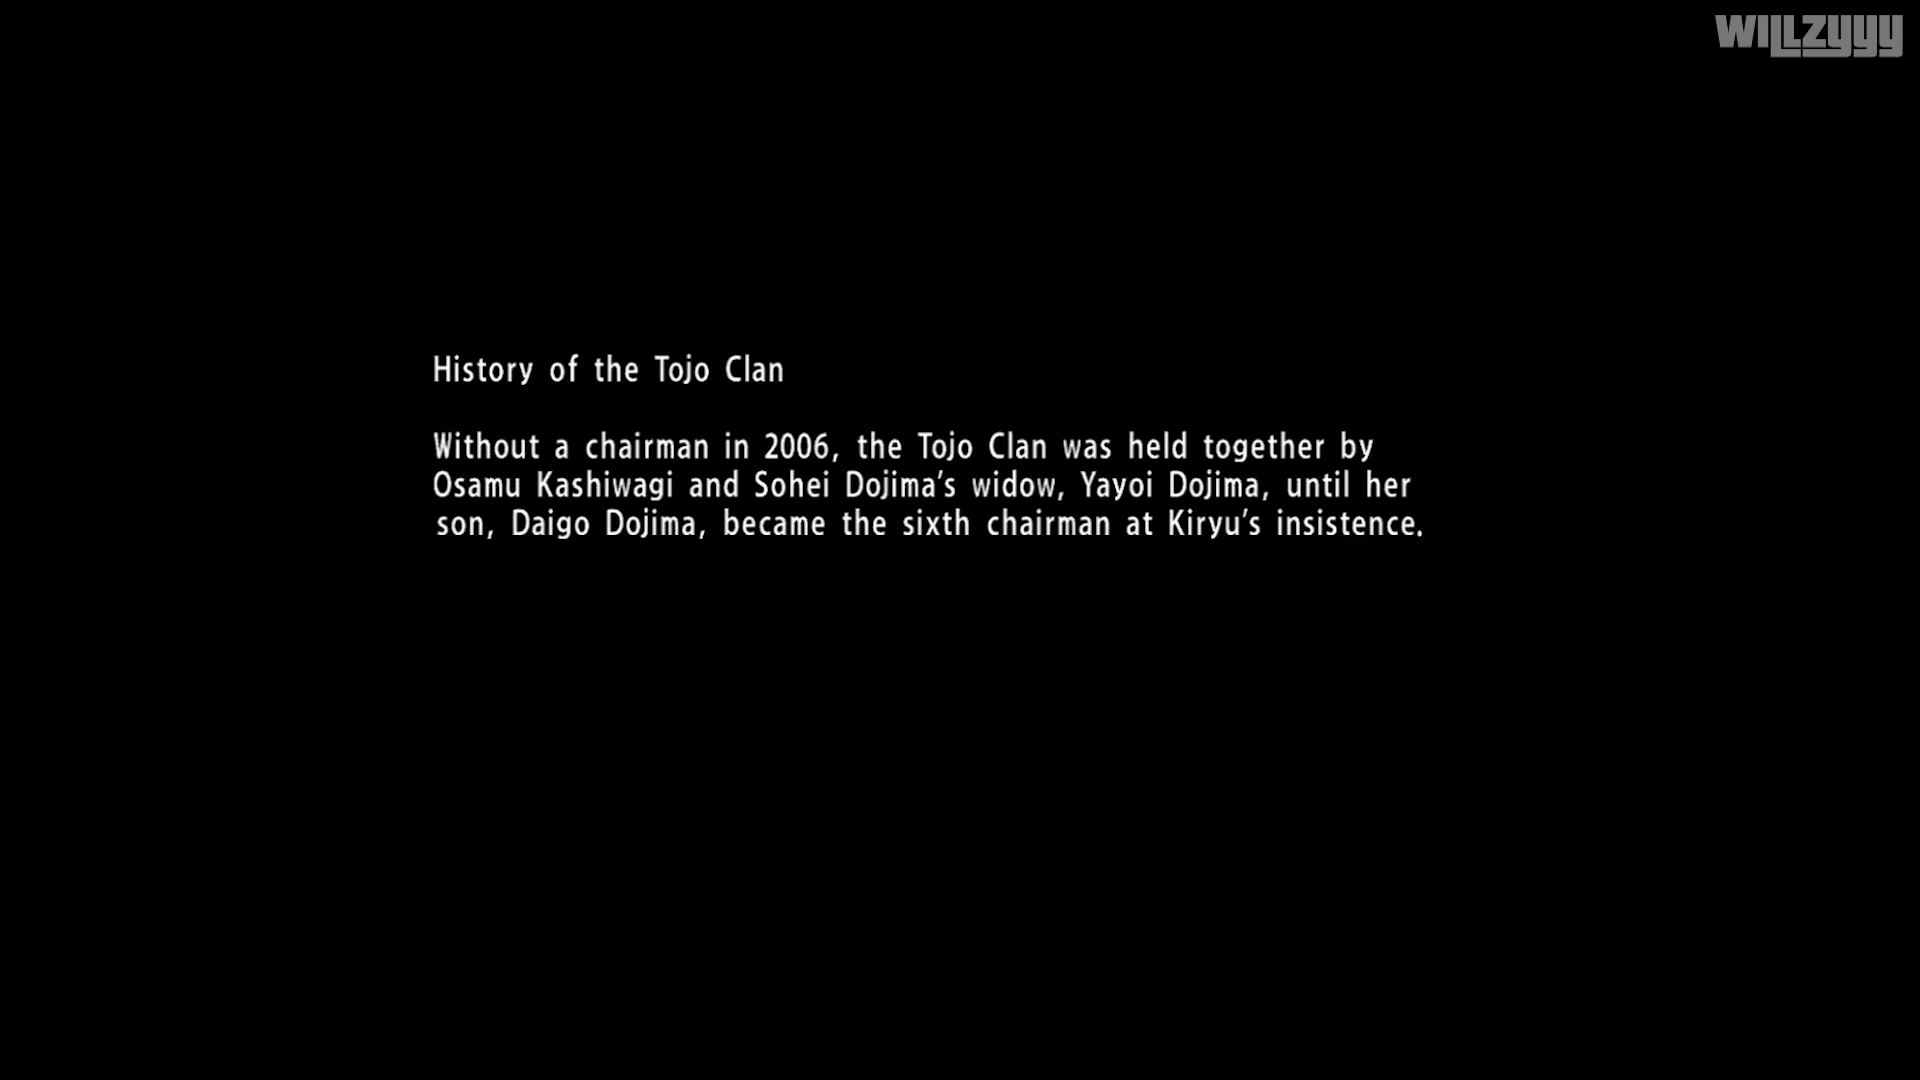 WILLZYYY
History of the Tojo Clan
Without a chairman in 2006, the Tojo Clan was held together by
Osamu Kashiwagi and Sohei Dojima's widow, Yayoi Dojima, until her
son, Daigo Dojima, became the sixth chairman at Kiryu's insistence.